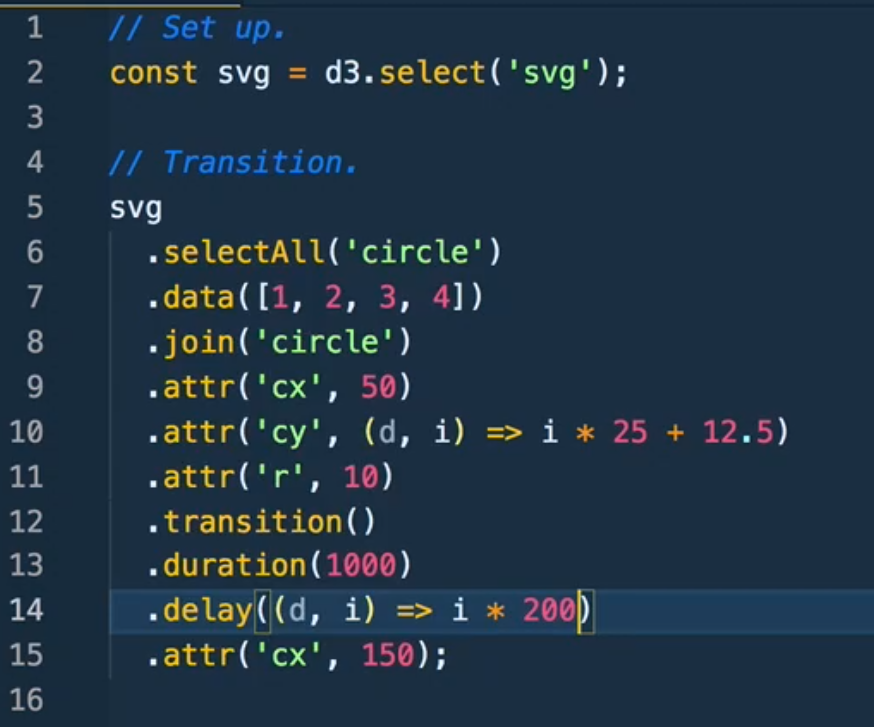 1 // Set up.
2 const svg = d3.select('svg');
3
4 // Transition.
5 svg
6 .selectAll('circle')
7 .data([1, 2, 3, 4])
8 .join('circle')
9 .attr('cx', 50)
10 .attr('cy', (d, i) => i * 25 + 12.5)
11 .attr('r', 10)
12 .transition()
13 .duration(1000)
14 .delay((d, i) => i * 200)
15 .attr('cx', 150);
16